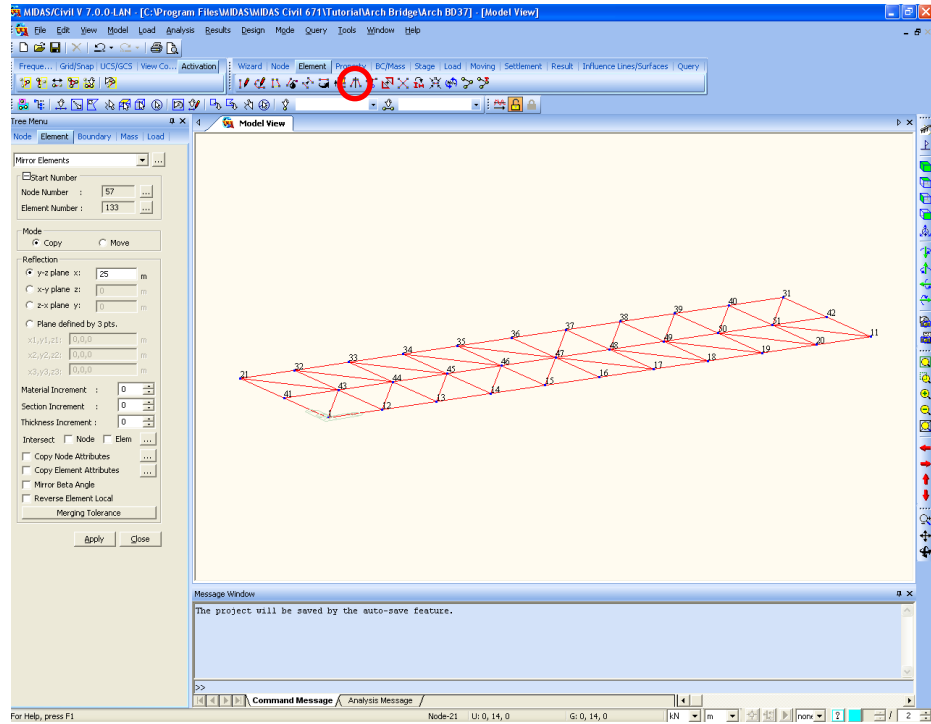 MIDAS/Civil V 7.0.0-LAN - [C:\Program Files\MIDAS\MIDAS Civil 671\Tutorial\Arch Bridge\Arch BD37] - [Model View]
File Edit View Model Load Analysis Results Design Mode Query Tools Window Help
Freque... Grid/Snap UCS/GCS View Co... Activation Wizard Node Element Property BC/Mass Stage Load Moving Settlement Result Influence Lines/Surfaces Query
Tree Menu
Model View
Node Element Boundary Mass Load
Mirror Elements
Start Number
Node Number : 57
Element Number : 133
Mode
Copy Move
Reflection
y-z plane x: 25 m
x-y plane z: 0 m
z-x plane y: 0 m
Plane defined by 3 pts.
x1,y1,z1: 0,0,0 m
x2,y2,z2: 0,0,0 m
x3,y3,z3: 0,0,0 m
Material Increment : 0
Section Increment : 0
Thickness Increment : 0
Intersect Node Elem ...
Copy Node Attributes ...
Copy Element Attributes ...
Mirror Beta Angle
Reverse Element Local
Merging Tolerance
Apply Close
31
40
39 42
38
37 51 11
36 50 20
35 49 19
34 48 18
33 47 17
32 46 16
21 45 15
44 14
43 13
41 12
1
Message Window
The project will be saved by the auto-save feature.
>>
Command Message Analysis Message
For Help, press F1 Node-21 U: 0, 14, 0 G: 0, 14, 0 kN m none ? / 2